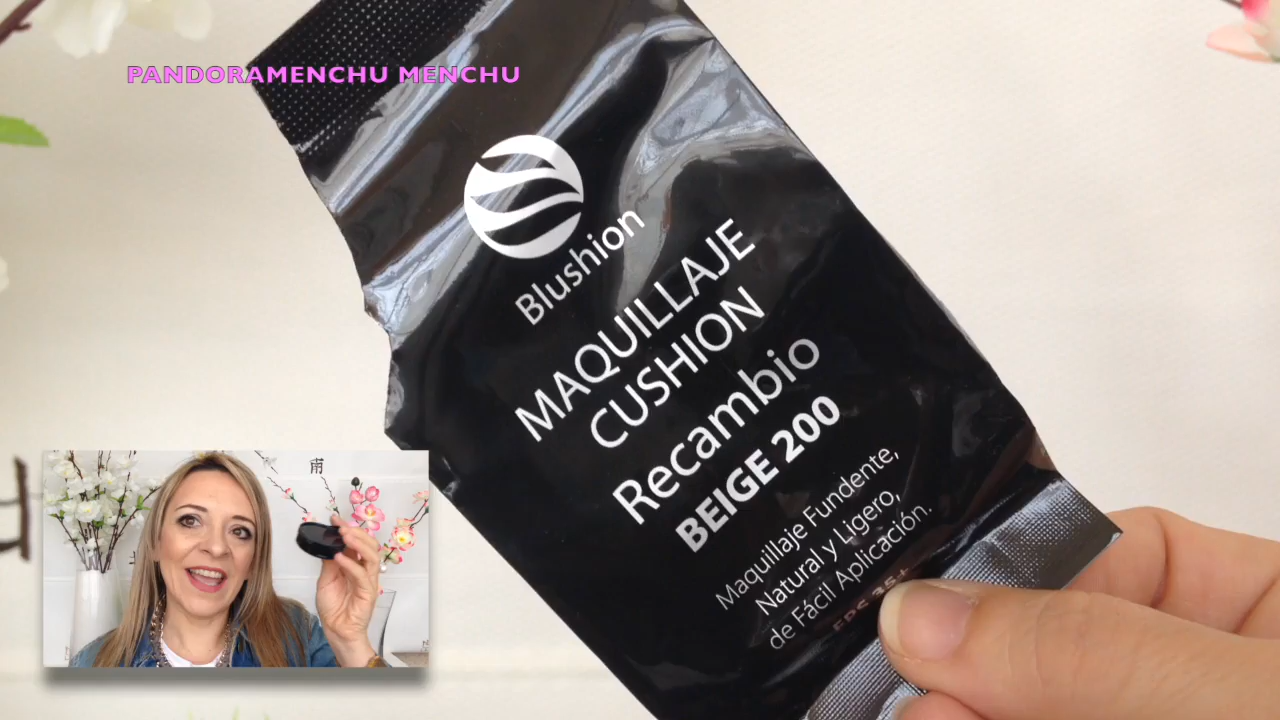 PANDORAMENCHU MENCHU
Blushion
MAQUILLAJE
CUSHION
Recambio
BEIGE 200
Maquillaje Fundente,
Natural y Ligero,
de Fácil Aplicación.